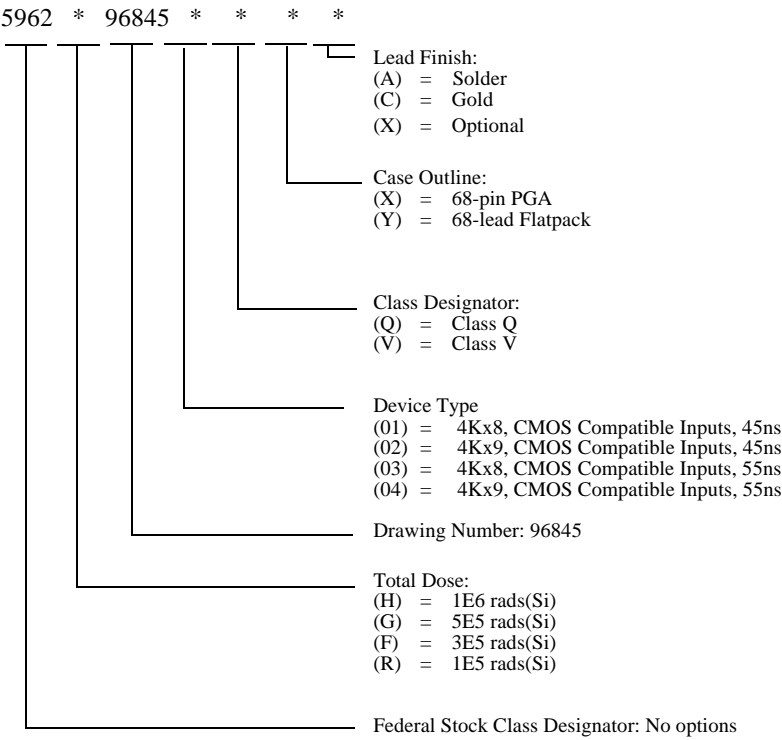 5962 * 96845 * * * *
Lead Finish:
(A) = Solder
(C) = Gold
(X) = Optional
Case Outline:
(X) = 68-pin PGA
(Y) = 68-lead Flatpack
Class Designator:
(Q) = Class Q
(V) = Class V
Device Type
(01) = 4Kx8, CMOS Compatible Inputs, 45ns
(02) = 4Kx9, CMOS Compatible Inputs, 45ns
(03) = 4Kx8, CMOS Compatible Inputs, 55ns
(04) = 4Kx9, CMOS Compatible Inputs, 55ns
Drawing Number: 96845
Total Dose:
(H) = 1E6 rads(Si)
(G) = 5E5 rads(Si)
(F) = 3E5 rads(Si)
(R) = 1E5 rads(Si)
Federal Stock Class Designator: No options